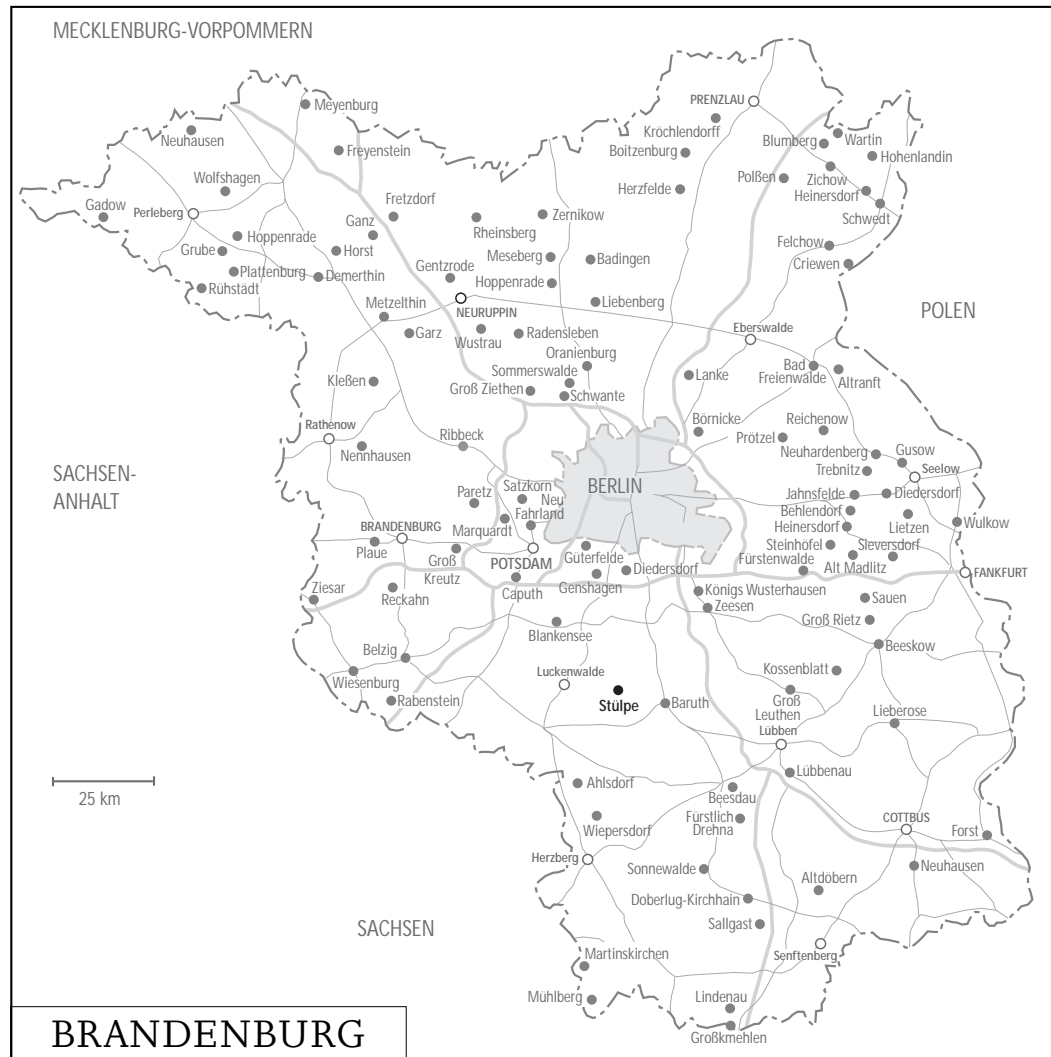 MECKLENBURG-VORPOMMERN
Meyenburg
PRENZLAU
Neuhausen
Kröchlendorff
Blumberg
Wartin
Freyenstein
Boitzenburg
Hohenlandin
Wolfshagen
Herzfelde
Polßen
Zichow
Heinersdorf
Gadow
Perleberg
Fretzdorf
Zernikow
Schwedt
Ganz
Rheinsberg
Hoppenrade
Felchow
Grube
Horst
Meseberg
Badingen
Criewen
Plattenburg
Demerthin
Gentzrode
Hoppenrade
Rühstädt
Metzelthin
NEURUPPIN
Liebenberg
POLEN
Garz
Wustrau
Radensleben
Eberswalde
Oranienburg
Sommerswalde
Lanke
Bad
Freienwalde
Altranft
Kleßen
Groß Ziethen
Schwante
Rathenow
Ribbeck
Börnicke
Reichenow
Prötzel
Nennhausen
Neuhardenberg
Gusow
Trebnitz
Seelow
SACHSEN-
ANHALT
Satzkorn
BERLIN
Paretz
Neu
Fahrland
Jahnsfelde
Diedersdorf
Behlendorf
BRANDENBURG
Marquardt
Heinersdorf
Lietzen
Wulkow
Plaue
Groß
Kreutz
POTSDAM
Güterfelde
Steinhöfel
Sieversdorf
Diedersdorf
Fürstenwalde
Alt Madlitz
FANKFURT
Ziesar
Reckahn
Caputh
Genshagen
Königs Wusterhausen
Zeesen
Sauen
Blankensee
Groß Rietz
Belzig
Beeskow
Wiesenburg
Luckenwalde
Kossenblatt
Rabenstein
Stülpe
Baruth
Groß
Leuthen
Lieberose
Lübben
25 km
Ahlsdorf
Lübbenau
Beesdau
Wiepersdorf
Fürstlich
Drehna
COTTBUS
Forst
Herzberg
Sonnewalde
Neuhausen
Altdöbern
Doberlug-Kirchhain
SACHSEN
Sallgast
Martinskirchen
Senftenberg
Mühlberg
Lindenau
Großkmehlen
BRANDENBURG